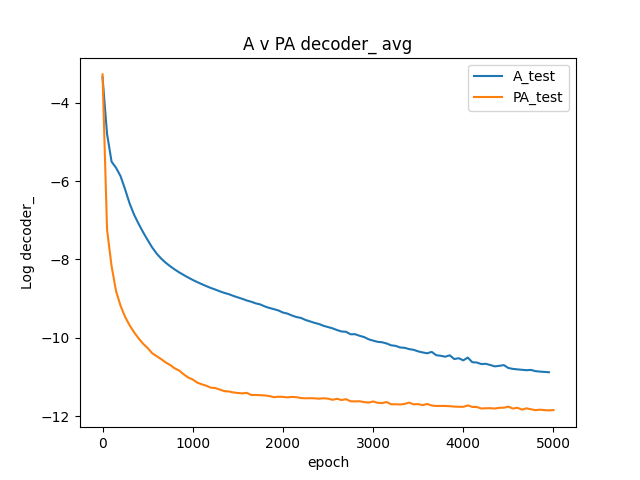 A v PA decoder_ avg
A_test
PA_test
Log decoder_
−4
−6
−8
−10
−12
0
1000
2000
3000
4000
5000
epoch